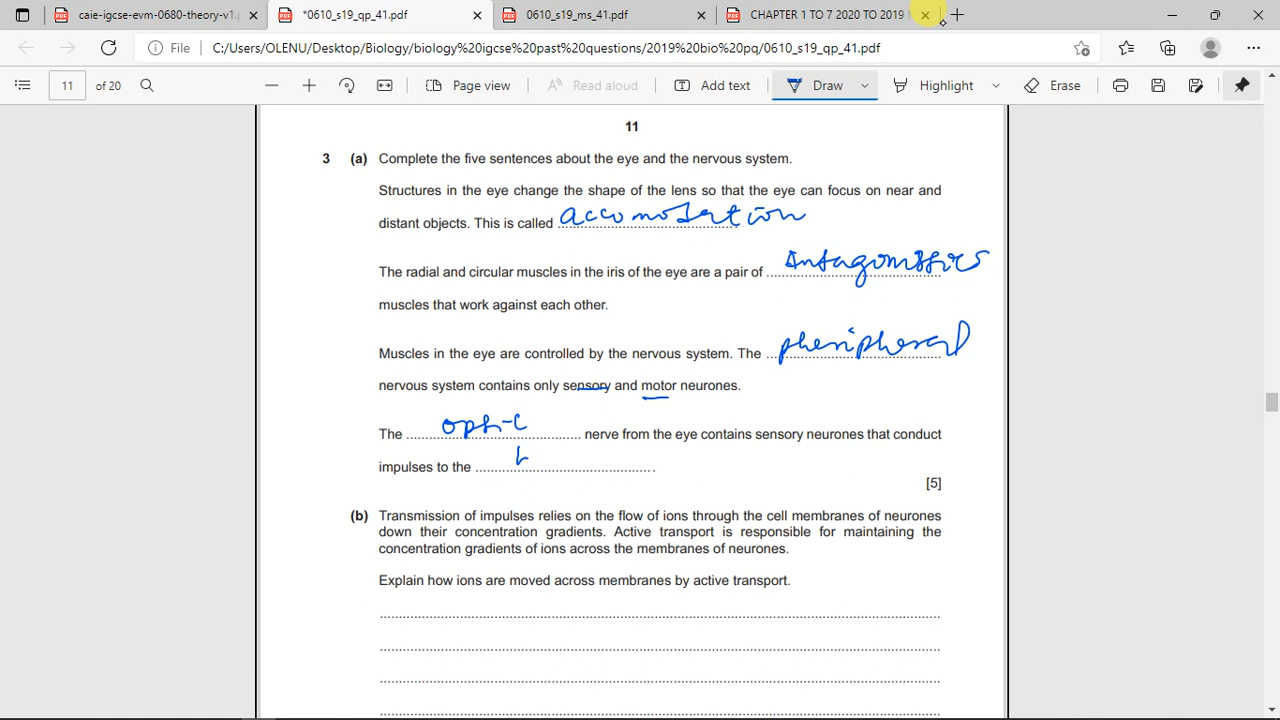 caie-igcse-evm-0680-theory-v1.p
*0610_s19_qp_41.pdf
0610_s19_ms_41.pdf
CHAPTER 1 TO 7 2020 TO 2019
File
C:/Users/OLENU/Desktop/Biology/biology%20igcse%20past%20questions/2019%20bio%20pq/0610_s19_qp_41.pdf
11 of 20
Page view
Read aloud
Add text
Draw
Highlight
Erase
11
3 (a) Complete the five sentences about the eye and the nervous system.
Structures in the eye change the shape of the lens so that the eye can focus on near and
distant objects. This is called accomodation
The radial and circular muscles in the iris of the eye are a pair of
muscles that work against each other.
Muscles in the eye are controlled by the nervous system. The pheripheral
nervous system contains only sensory and motor neurones.
The optic nerve from the eye contains sensory neurones that conduct
impulses to the ............................................ .
[5]
(b) Transmission of impulses relies on the flow of ions through the cell membranes of neurones
down their concentration gradients. Active transport is responsible for maintaining the
concentration gradients of ions across the membranes of neurones.
Explain how ions are moved across membranes by active transport.